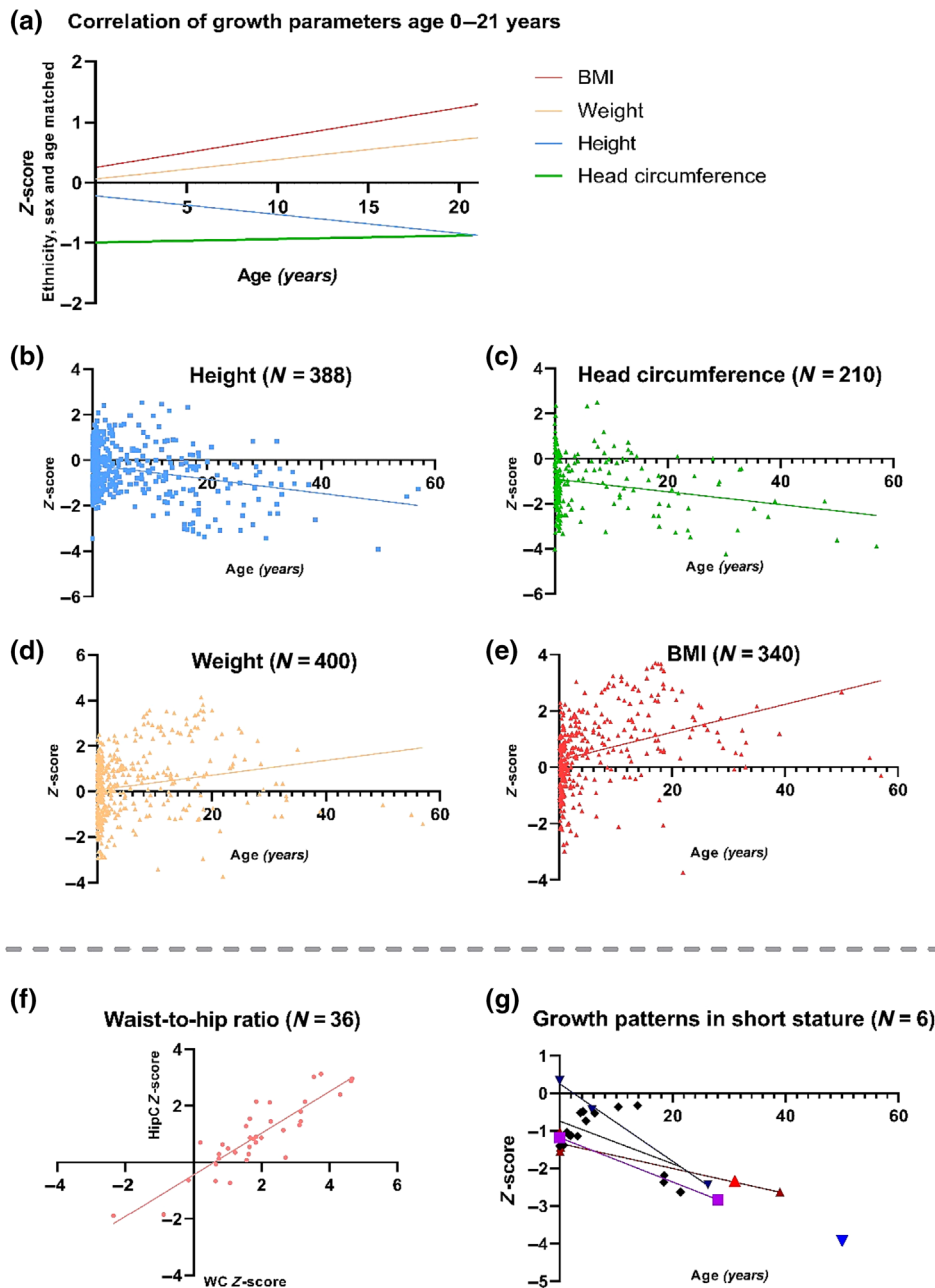 (a) Correlation of growth parameters age 0–21 years
Z-score
Ethnicity, sex and age matched
2
1
0
–1
–2
5
10
15
20
Age (years)
BMI
Weight
Height
Head circumference
(b)
Height (N = 388)
4
2
0
–2
–4
–6
20
40
60
Z-score
Age (years)
(c)
Head circumference (N = 210)
4
2
0
–2
–4
–6
20
40
60
Z-score
Age (years)
(d)
Weight (N = 400)
6
4
2
0
–2
–4
20
40
60
Z-score
Age (years)
(e)
BMI (N = 340)
4
2
0
–2
–4
20
40
60
Z-score
Age (years)
(f)
Waist-to-hip ratio (N = 36)
4
2
–2
–4
–4
–2
2
4
6
HipC Z-score
WC Z-score
(g)
Growth patterns in short stature (N = 6)
1
0
–1
–2
–3
–4
–5
20
40
60
Z-score
Age (years)